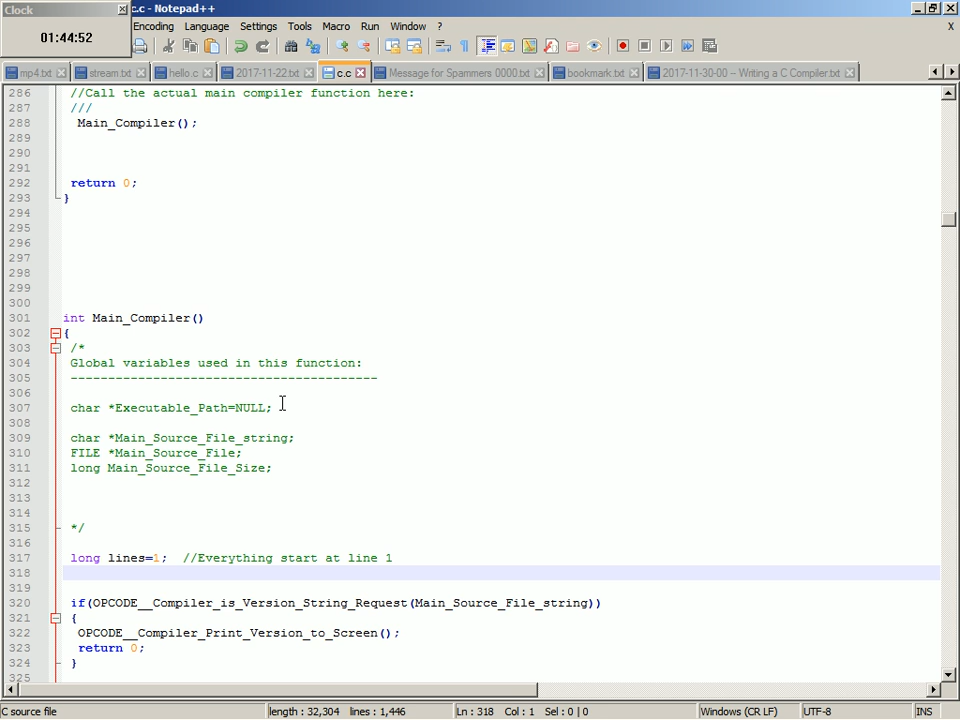 Clock
c.c - Notepad++
01:44:52
Encoding Language Settings Tools Macro Run Window ?
X
mp4.txt stream.txt hello.c 2017-11-22.txt c.c Message for Spammers 0000.txt bookmark.txt 2017-11-30-00 – Writing a C Compiler.txt
286 //Call the actual main compiler function here:
287 ///
288 Main_Compiler();
289
290
291
292 return 0;
293 }
294
295
296
297
298
299
300
301 int Main_Compiler()
302 {
303 /*
304 Global variables used in this function:
305 -----------------------------------------
306
307 char *Executable_Path=NULL;
308
309 char *Main_Source_File_string;
310 FILE *Main_Source_File;
311 long Main_Source_File_Size;
312
313
314
315 */
316
317 long lines=1; //Everything start at line 1
318
319
320 if(OPCODE__Compiler_is_Version_String_Request(Main_Source_File_string))
321 {
322 OPCODE__Compiler_Print_Version_to_Screen();
323 return 0;
324 }
325
C source file length : 32,304 lines : 1,446 Ln : 318 Col : 1 Sel : 0 | 0 Windows (CR LF) UTF-8 INS